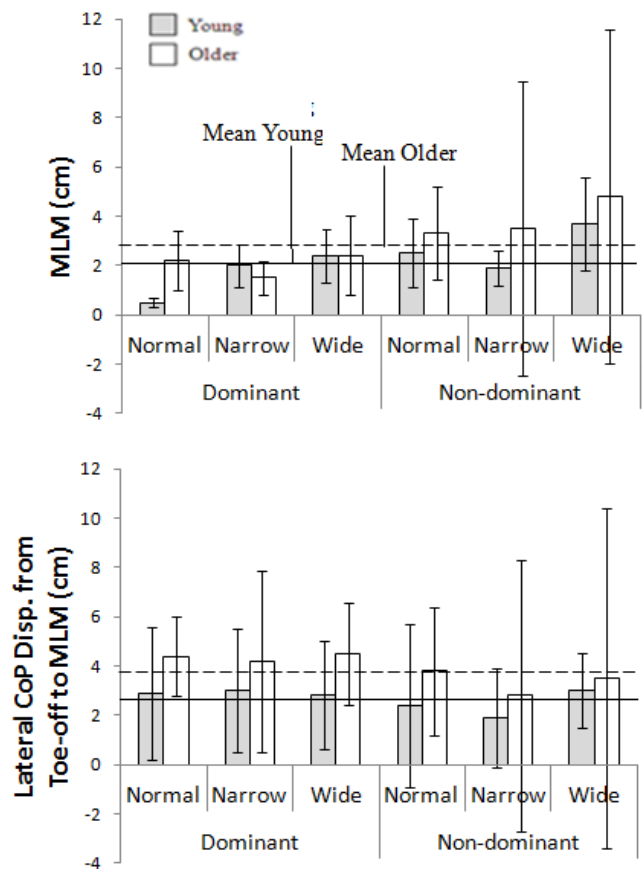 12
Young
10
Older
8
Mean Young
Mean Older
6
MLM (cm)
4
2
0
Normal Narrow Wide Normal Narrow Wide
-2
Dominant Non-dominant
-4
12
10
8
6
Lateral CoP Disp. from
Toe-off to MLM (cm)
4
2
0
Normal Narrow Wide Normal Narrow Wide
-2
Dominant Non-dominant
-4